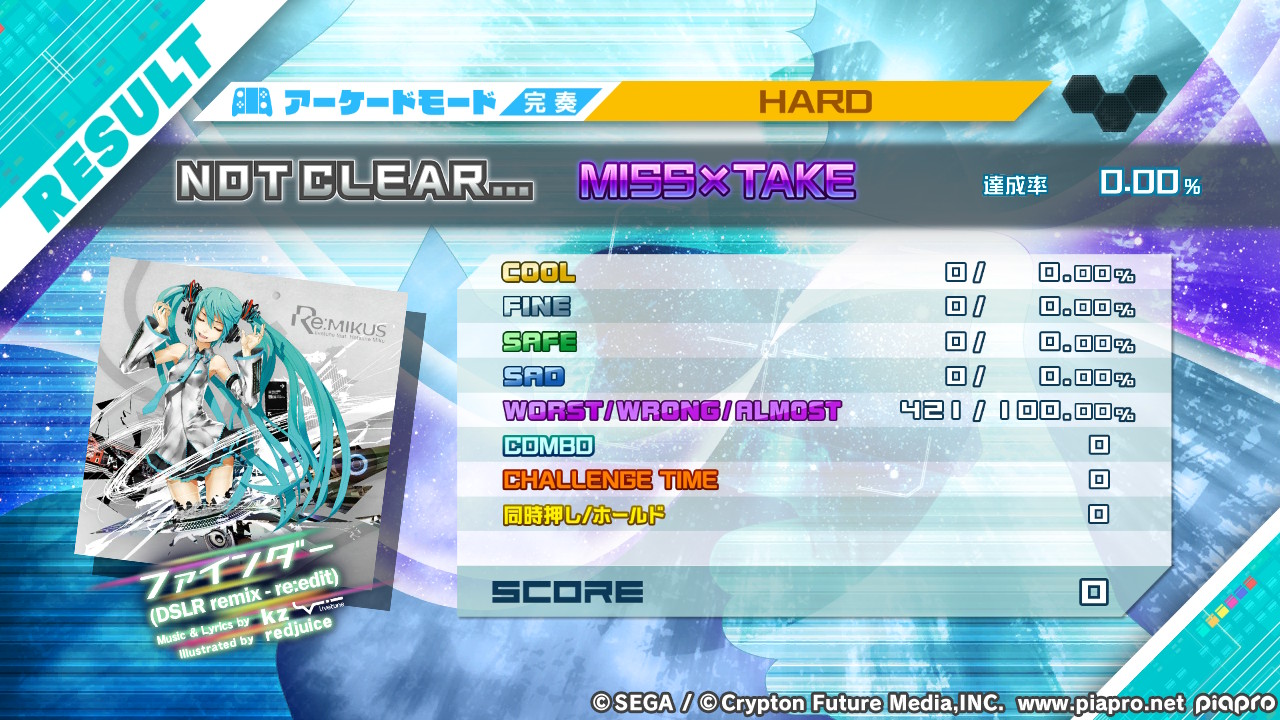 RESULT
アーケードモード 完奏 HARD
NOT CLEAR... MISS×TAKE 達成率 0.00%
Re:MIKUS
COOL 0/ 0.00%
FINE 0/ 0.00%
SAFE 0/ 0.00%
SAD 0/ 0.00%
WORST/WRONG/ALMOST 421/100.00%
COMBO 0
CHALLENGE TIME 0
同時押し/ホールド 0
SCORE 0
ファインダー
(DSLR remix - re:edit)
Music & Lyrics by kz livetune
Illustrated by redjuice
©SEGA / ©Crypton Future Media,INC. www.piapro.net piapro